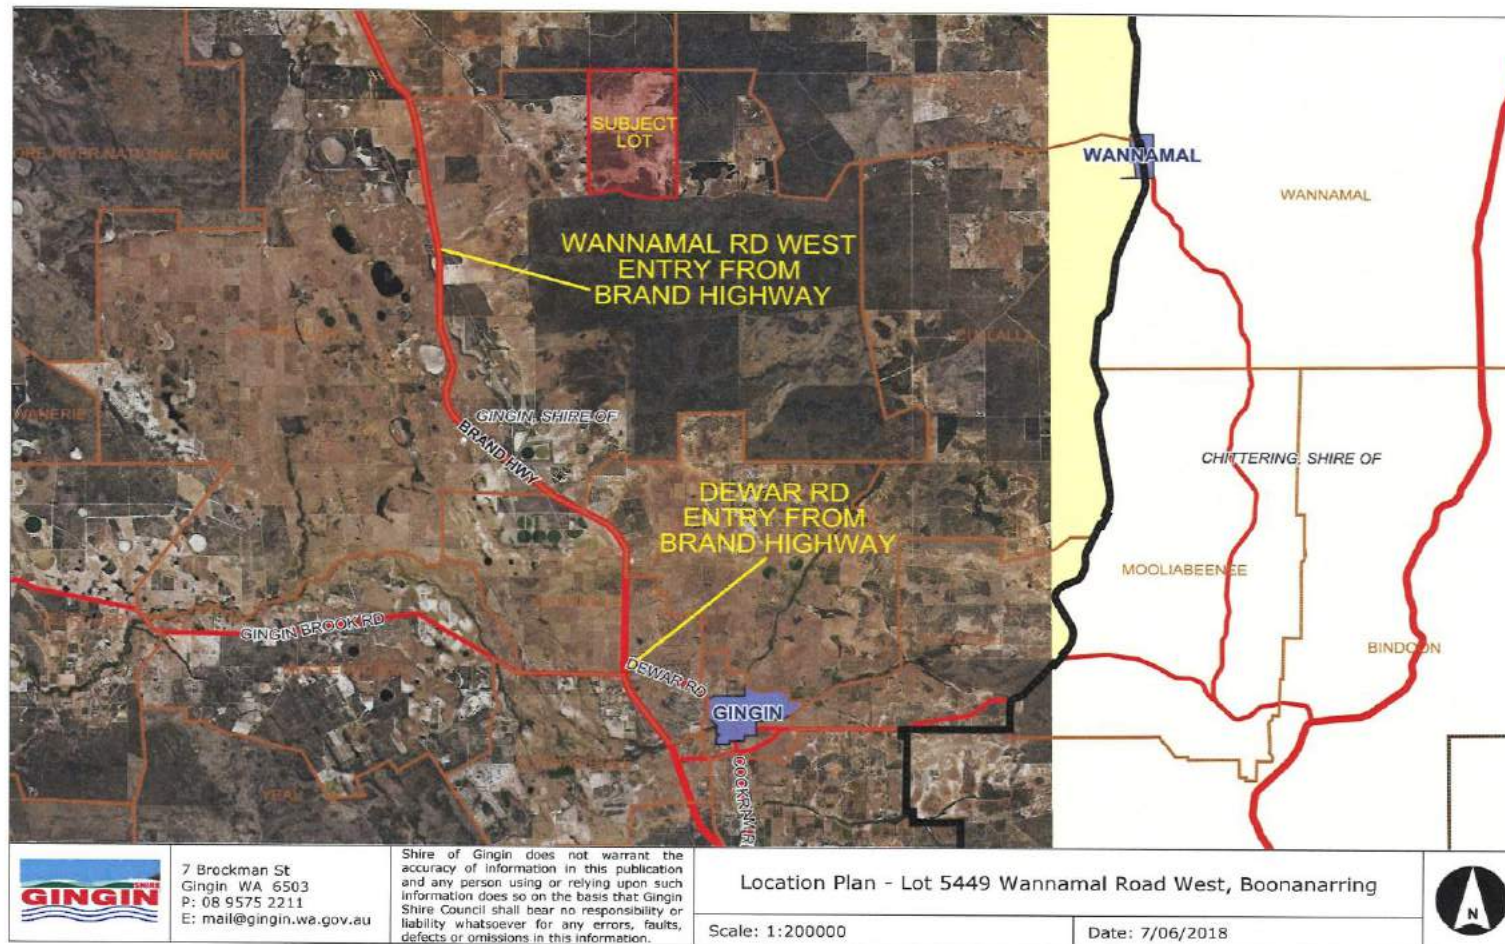 SUBJECT
LOT
WANNAMAL
WANNAMAL
WANNAMAL RD WEST
ENTRY FROM
BRAND HIGHWAY
GINGIN, SHIRE OF
BRAND HWY
CHITTERING, SHIRE OF
DEWAR RD
ENTRY FROM
BRAND HIGHWAY
MOOLIABEENEE
GINGIN BROOK RD
BINDOON
DEWAR RD
GINGIN
YEAL
SHIRE
GINGIN
7 Brockman St
Gingin WA 6503
P: 08 9575 2211
E: mail@gingin.wa.gov.au
Shire of Gingin does not warrant the
accuracy of information in this publication
and any person using or relying upon such
information does so on the basis that Gingin
Shire Council shall bear no responsibility or
liability whatsoever for any errors, faults,
defects or omissions in this information.
Location Plan - Lot 5449 Wannamal Road West, Boonanarring
Scale: 1:200000
Date: 7/06/2018
N